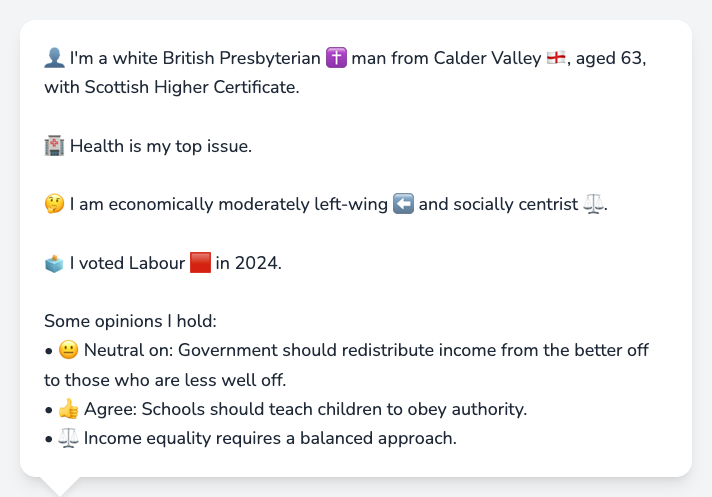 👤 I'm a white British Presbyterian ✝️ man from Calder Valley 🏴󠁧󠁢󠁥󠁮󠁧󠁿, aged 63,
with Scottish Higher Certificate.
🏥 Health is my top issue.
🤔 I am economically moderately left-wing ⬅️ and socially centrist ⚖️.
🗳️ I voted Labour 🟥 in 2024.
Some opinions I hold:
• 😐 Neutral on: Government should redistribute income from the better off
to those who are less well off.
• 👍 Agree: Schools should teach children to obey authority.
• ⚖️ Income equality requires a balanced approach.